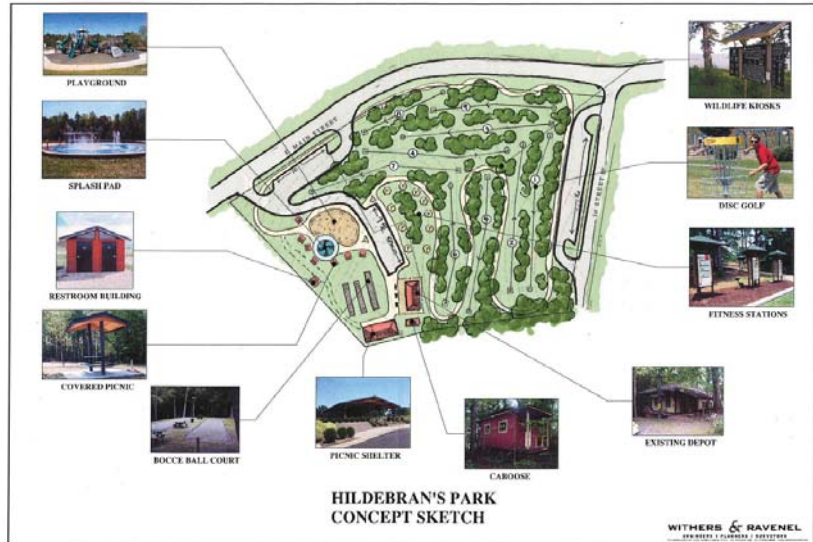 PLAYGROUND
SPLASH PAD
RESTROOM BUILDING
COVERED PICNIC
BOCCE BALL COURT
PICNIC SHELTER
CABOOSE
EXISTING DEPOT
WILDLIFE KIOSKS
DISC GOLF
FITNESS STATIONS
MAIN STREET
HILDEBRAN'S PARK
CONCEPT SKETCH
WITHERS & RAVENEL
ENGINEERS | PLANNERS | SURVEYORS